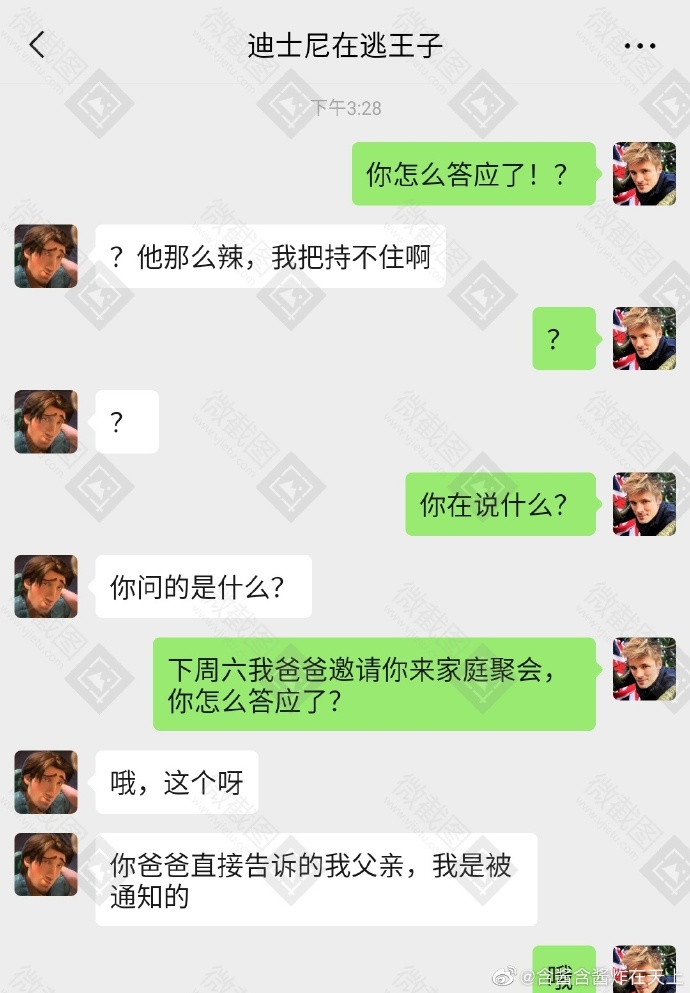 迪士尼在逃王子
下午3:28
你怎么答应了！？
？他那么辣，我把持不住啊
？
？
你在说什么？
你问的是什么？
下周六我爸爸邀请你来家庭聚会，
你怎么答应了？
哦，这个呀
你爸爸直接告诉的我父亲，我是被
通知的
哦
@含酱含酱炸在天上
微截图